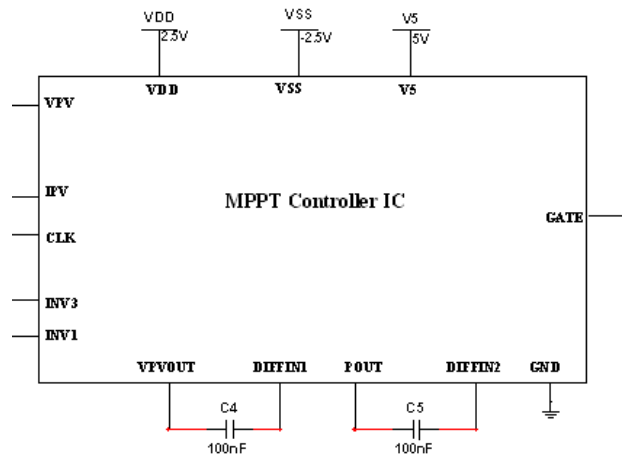 VDD
2.5V
VSS
-2.5V
V5
5V
VDD
VSS
V5
VPV
IPV
MPPT Controller IC
GATE
CLK
INV3
INV1
VPVOUT
DIFFIN1
POUT
DIFFIN2
GND
C4
C5
100nF
100nF